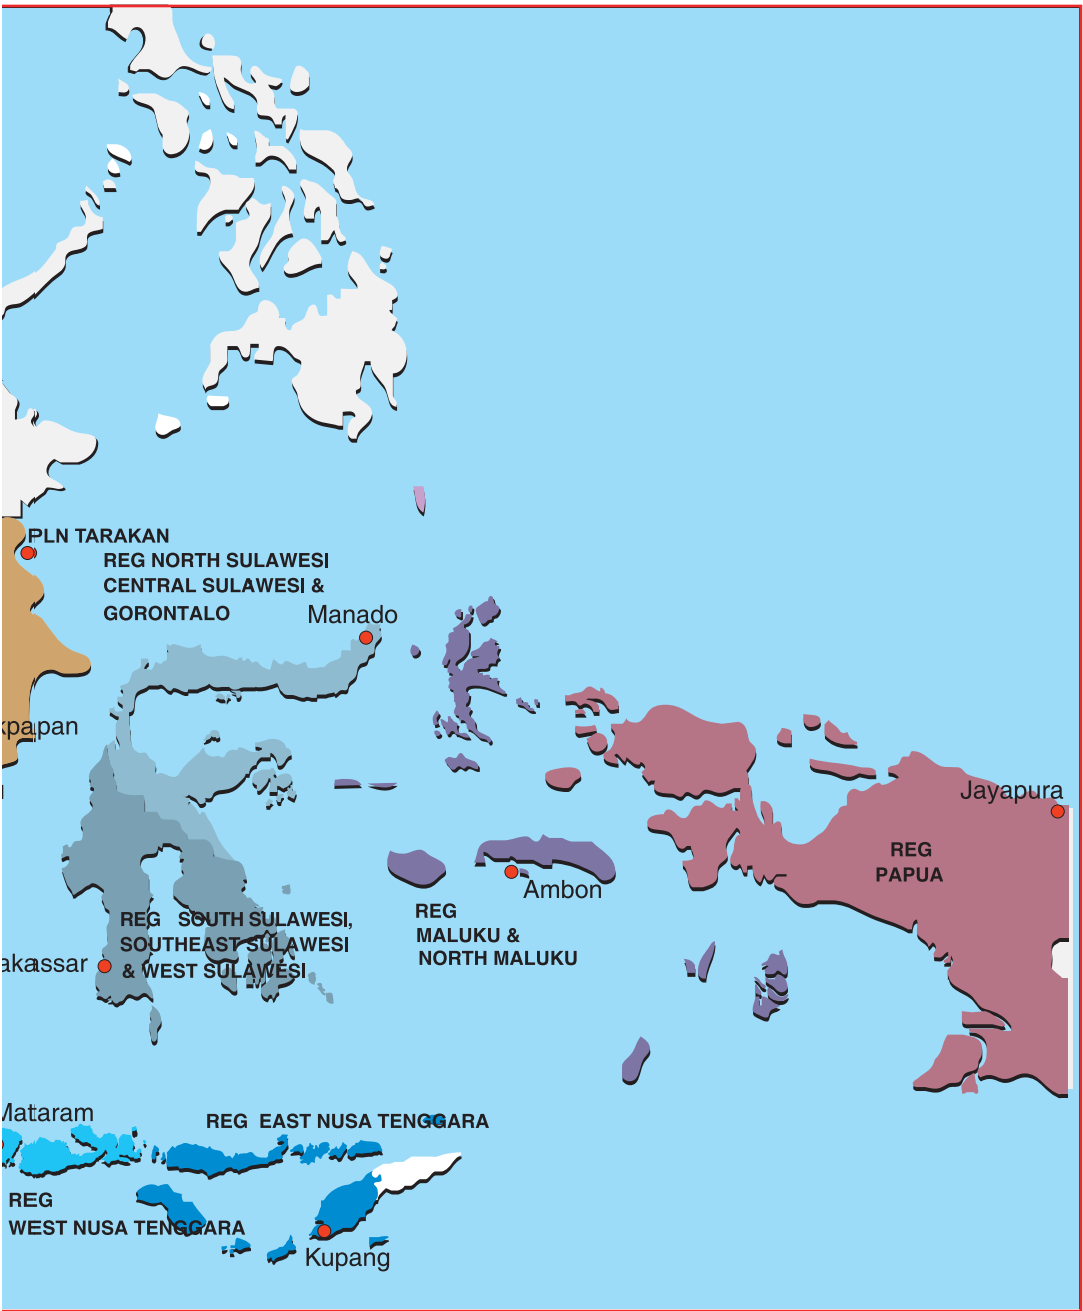 PLN TARAKAN
REG NORTH SULAWESI
CENTRAL SULAWESI &
GORONTALO
Manado
kpapan
Jayapura
REG
PAPUA
Ambon
REG
MALUKU &
NORTH MALUKU
REG SOUTH SULAWESI,
SOUTHEAST SULAWESI
& WEST SULAWESI
akassar
Mataram
REG EAST NUSA TENGGARA
REG
WEST NUSA TENGGARA
Kupang